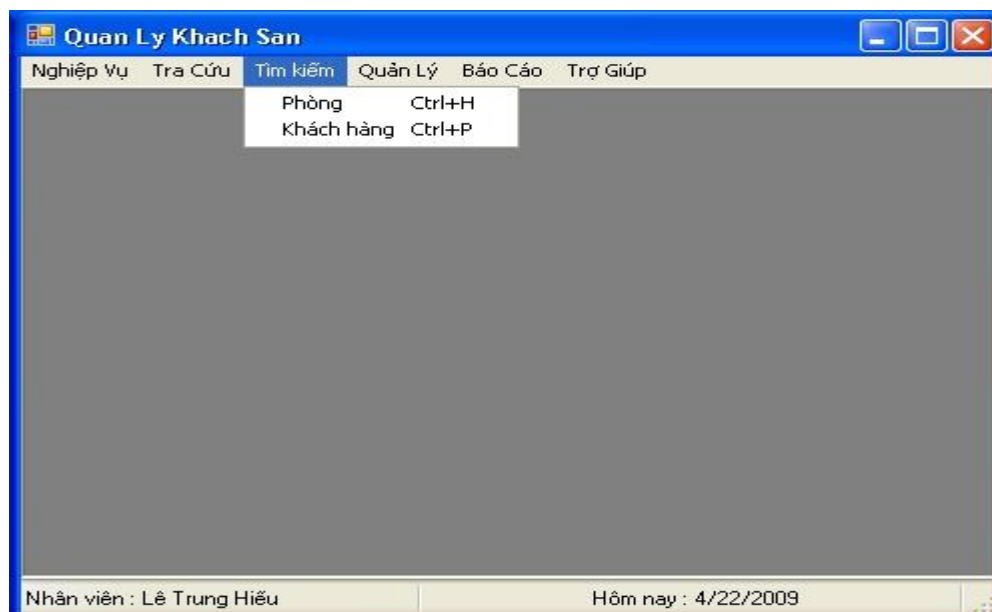 Quan Ly Khach San
Nghiệp Vụ Tra Cứu Tìm kiếm Quản Lý Báo Cáo Trợ Giúp
Phòng Ctrl+H
Khách hàng Ctrl+P
Nhân viên : Lê Trung Hiếu Hôm nay : 4/22/2009